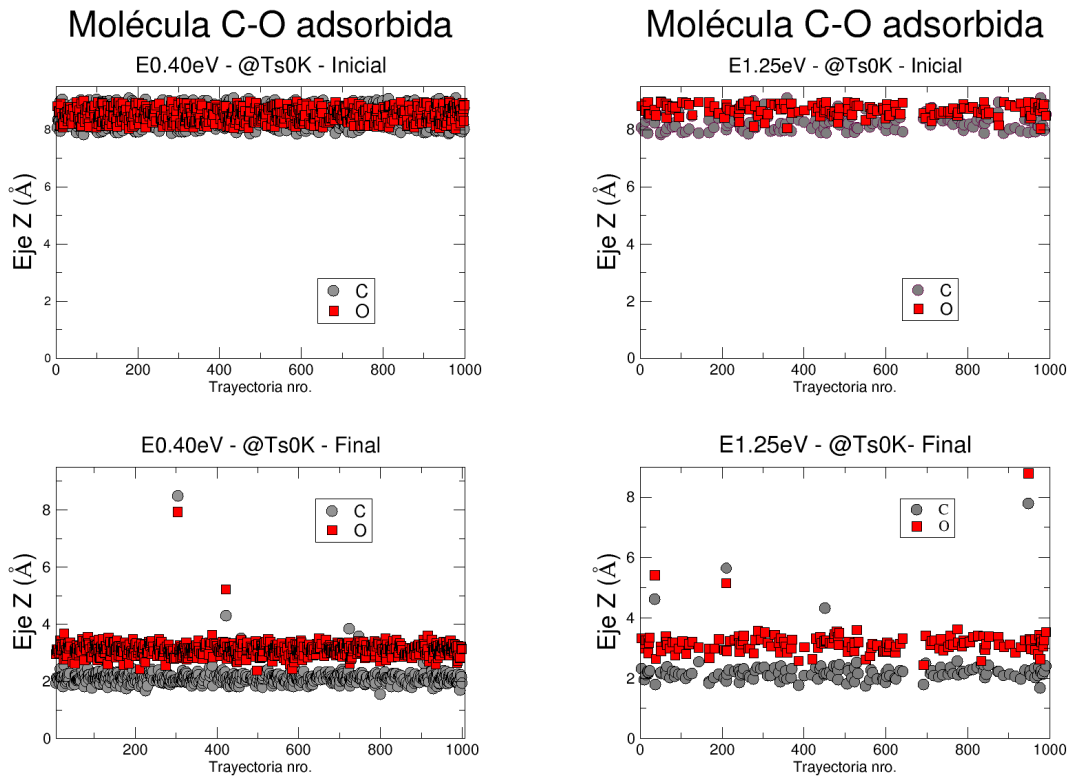 Molécula C-O adsorbida
E0.40eV - @Ts0K - Inicial
Eje Z (Å)
8
6
4
2
0
C
O
0 200 400 600 800 1000
Trayectoria nro.
Molécula C-O adsorbida
E1.25eV - @Ts0K - Inicial
Eje Z (Å)
8
6
4
2
0
C
O
0 200 400 600 800 1000
Trayectoria nro.
E0.40eV - @Ts0K - Final
Eje Z (Å)
8
6
4
2
0
C
O
200 400 600 800 1000
Trayectoria nro.
E1.25eV - @Ts0K- Final
Eje Z (Å)
8
6
4
2
0
C
O
0 200 400 600 800 1000
Trayectoria nro.